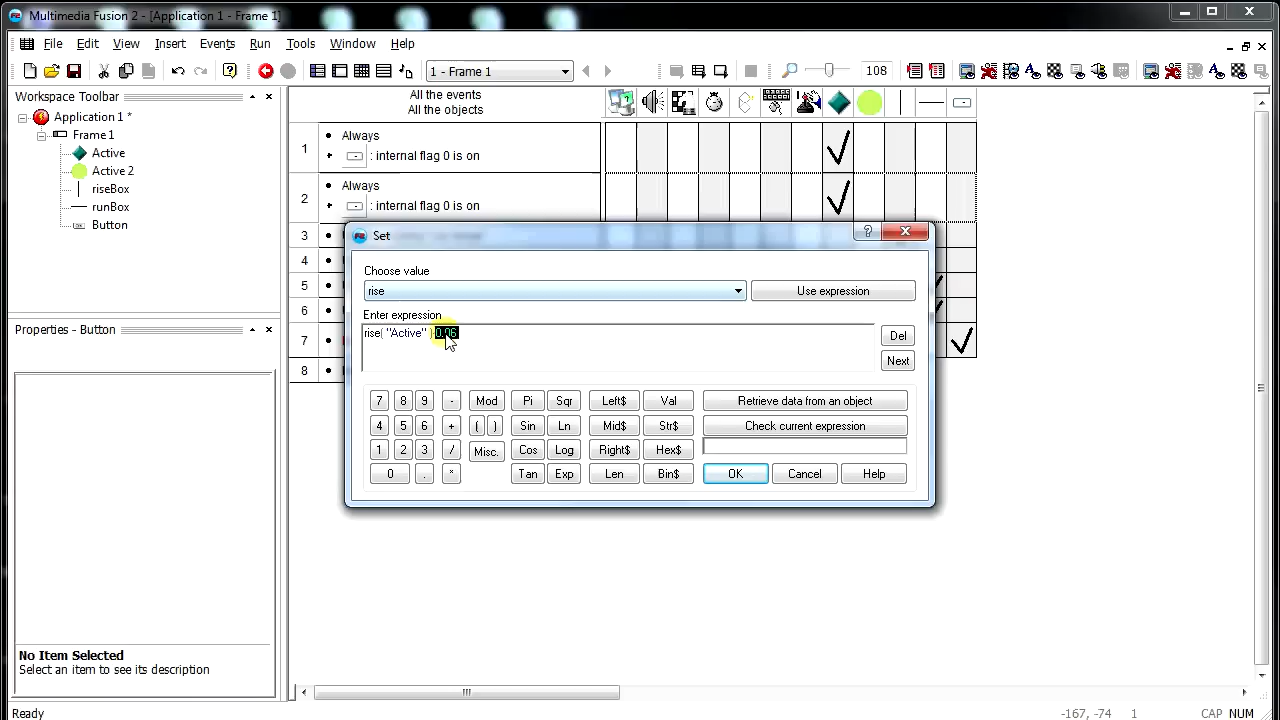 Multimedia Fusion 2 - [Application 1 - Frame 1]
File Edit View Insert Events Run Tools Window Help
1 - Frame 1
108
Workspace Toolbar
Application 1 *
Frame 1
Active
Active 2
riseBox
runBox
Button
All the events
All the objects
1
Always
: internal flag 0 is on
2
Always
: internal flag 0 is on
3
4
5
6
7
8
Properties - Button
No Item Selected
Select an item to see its description
Set
Choose value
rise
Use expression
Enter expression
rise( "Active" ) 0.06
Del
Next
7 8 9 - Mod Pi Sqr Left$ Val Retrieve data from an object
4 5 6 + ( ) Sin Ln Mid$ Str$ Check current expression
1 2 3 / Misc. Cos Log Right$ Hex$
0 . * Tan Exp Len Bin$ OK Cancel Help
Ready
-167, -74 1 CAP NUM